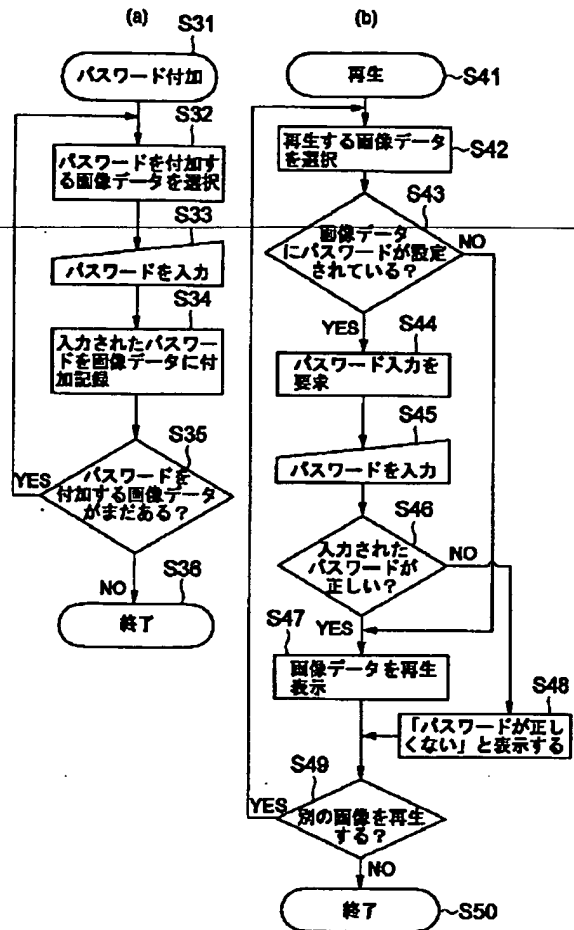 (a)
S31
パスワード付加
S32
パスワードを付加す
る画像データを選択
S33
パスワードを入力
S34
入力されたパスワー
ドを画像データに付
加記録
S35
パスワードを
付加する画像データ
がまだある？
YES
NO
S36
終了
(b)
再生
S41
再生する画像データ
を選択
S42
S43
画像データ
にパスワードが設定
されている？
NO
YES
S44
パスワード入力を
要求
S45
パスワードを入力
S46
入力された
パスワードが
正しい？
NO
YES
S47
画像データを再生
表示
S48
「パスワードが正し
くない」と表示する
S49
別の画像を再生
する？
YES
NO
終了
S50